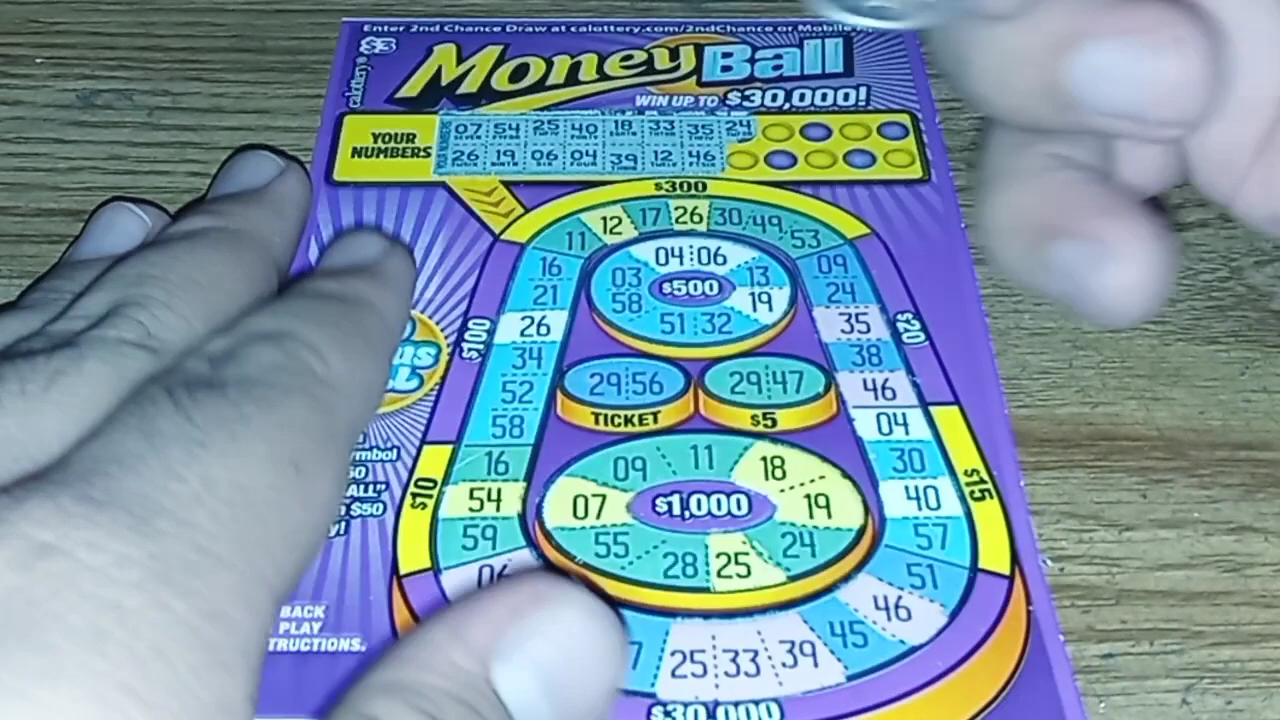 Enter 2nd Chance Draw at calottery.com/2ndChance or Mobile
calottery
$3
Money Ball
WIN UP TO $30,000!
YOUR NUMBERS
07 54 25 40 18 33 35 24
26 19 06 04 39 12 46
$300
11 12 17 26 30 49 53
$100
16
21
26
34
52
58
$500
04 06
03 13
58 19
51 32
$20
09
24
35
38
46
04
29 56
TICKET
29 47
$5
$10
16
54
59
06
$1,000
09 11 18
07 19
55 28 25 24
$15
30
40
57
51
25 33 39 45 46
$30,000
ALL"
$50
BACK
PLAY
TRUCTIONS.